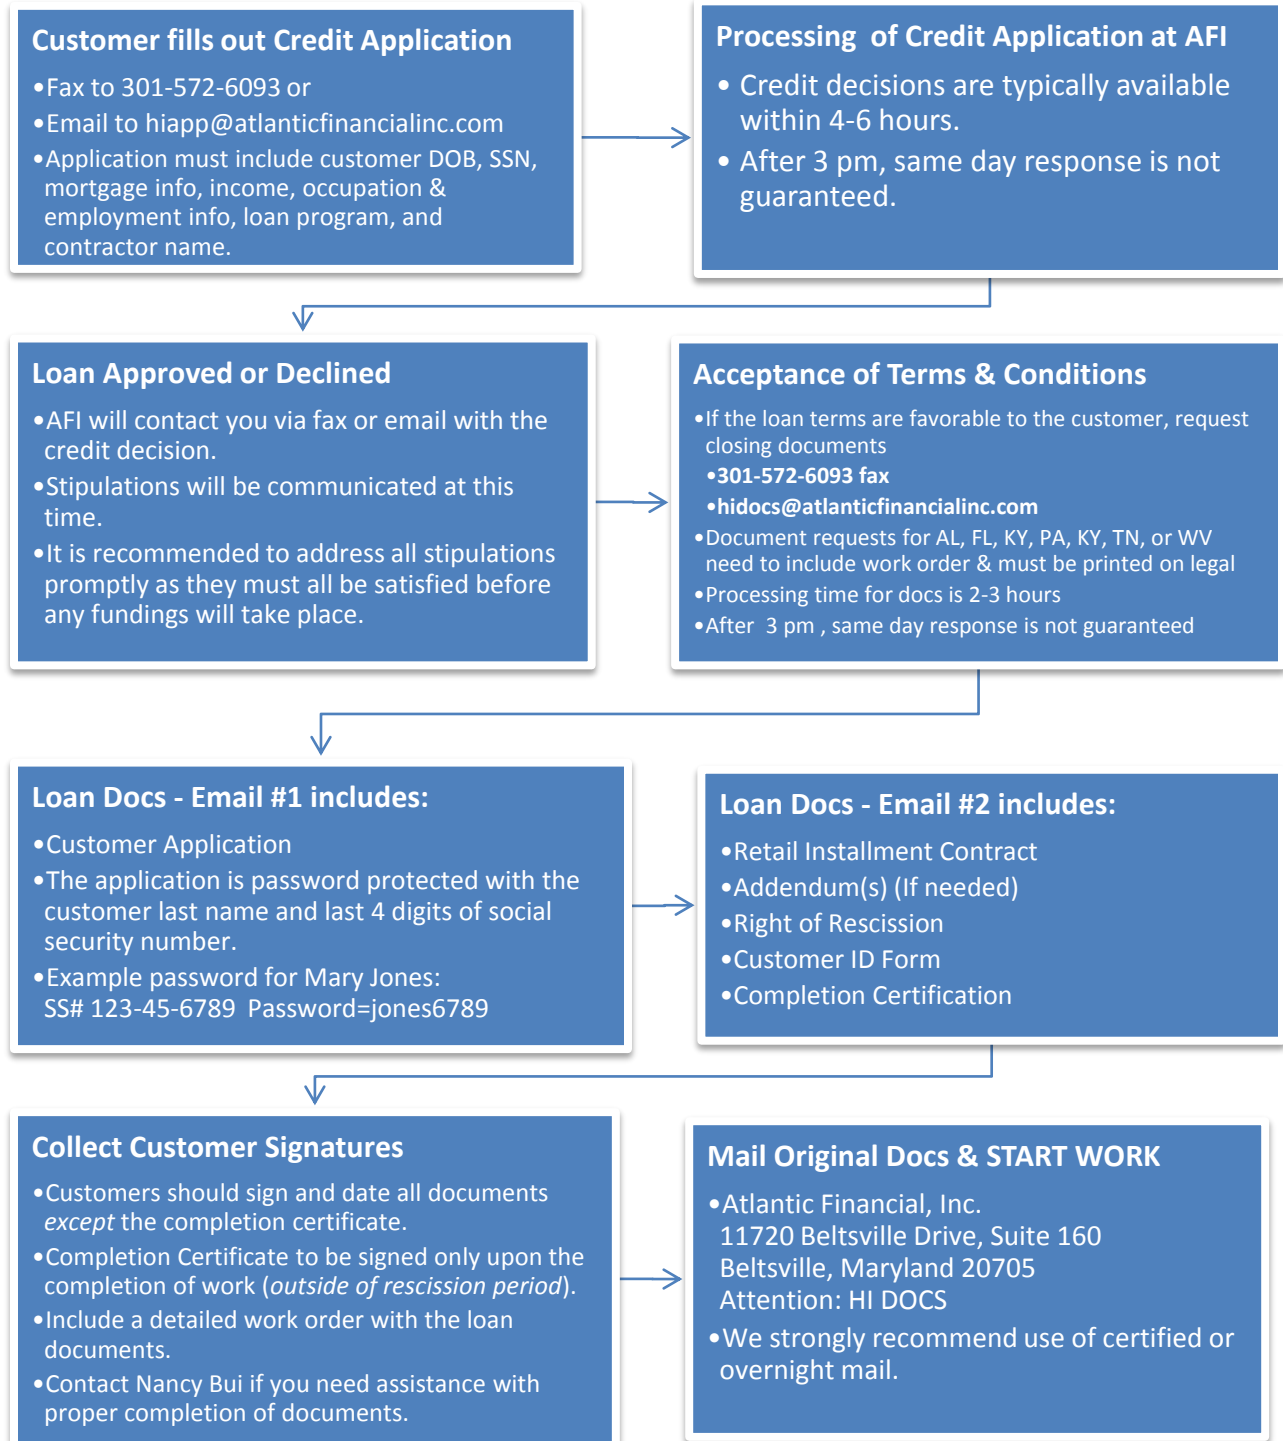 Customer fills out Credit Application
•Fax to 301-572-6093 or
•Email to hiapp@atlanticfinancialinc.com
•Application must include customer DOB, SSN,
mortgage info, income, occupation &
employment info, loan program, and
contractor name.
Processing  of Credit Application at AFI
• Credit decisions are typically available
within 4-6 hours.
• After 3 pm, same day response is not
guaranteed.
Loan Approved or Declined
•AFI will contact you via fax or email with the
credit decision.
•Stipulations will be communicated at this
time.
•It is recommended to address all stipulations
promptly as they must all be satisfied before
any fundings will take place.
Acceptance of Terms & Conditions
•If the loan terms are favorable to the customer, request
closing documents
•301-572-6093 fax
•hidocs@atlanticfinancialinc.com
•Document requests for AL, FL, KY, PA, KY, TN, or WV
need to include work order & must be printed on legal
•Processing time for docs is 2-3 hours
•After  3 pm , same day response is not guaranteed
Loan Docs - Email #1 includes:
•Customer Application
•The application is password protected with the
customer last name and last 4 digits of social
security number.
•Example password for Mary Jones:
SS# 123-45-6789  Password=jones6789
Loan Docs - Email #2 includes:
•Retail Installment Contract
•Addendum(s) (If needed)
•Right of Rescission
•Customer ID Form
•Completion Certification
Collect Customer Signatures
•Customers should sign and date all documents
except the completion certificate.
•Completion Certificate to be signed only upon the
completion of work (outside of rescission period).
•Include a detailed work order with the loan
documents.
•Contact Nancy Bui if you need assistance with
proper completion of documents.
Mail Original Docs & START WORK
•Atlantic Financial, Inc.
11720 Beltsville Drive, Suite 160
Beltsville, Maryland 20705
Attention: HI DOCS
•We strongly recommend use of certified or
overnight mail.